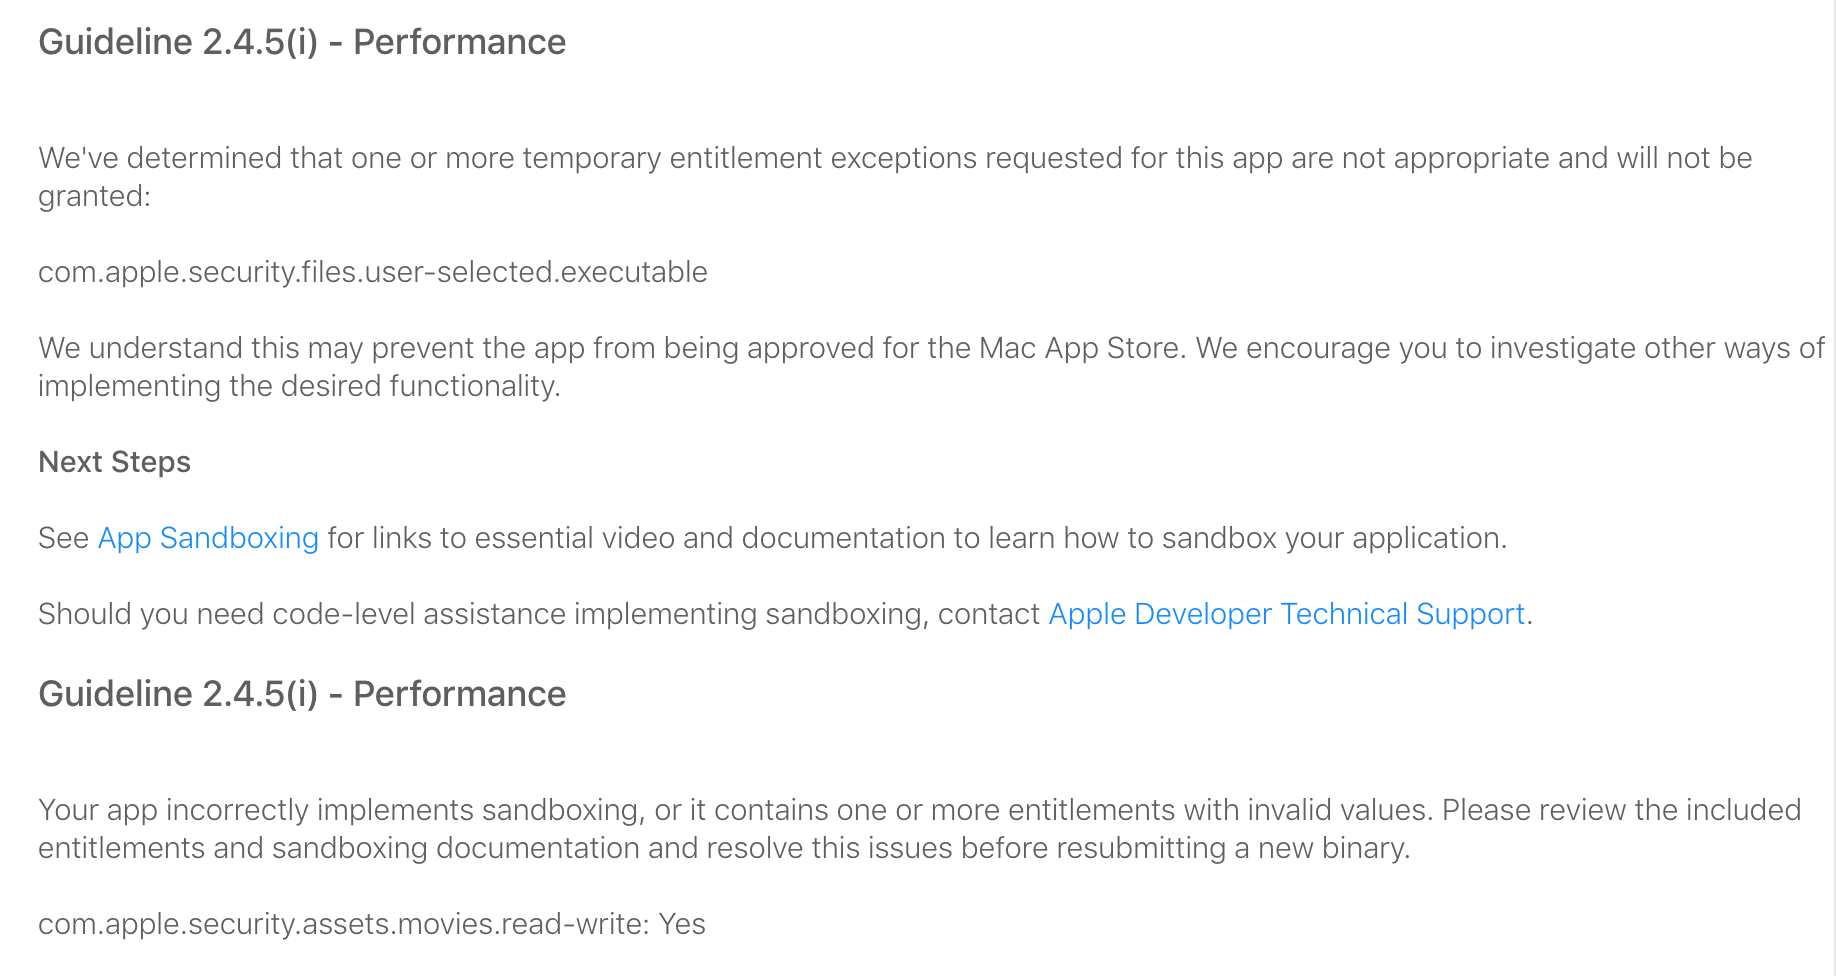 Guideline 2.4.5(i) - Performance
We've determined that one or more temporary entitlement exceptions requested for this app are not appropriate and will not be
granted:
com.apple.security.files.user-selected.executable
We understand this may prevent the app from being approved for the Mac App Store. We encourage you to investigate other ways of
implementing the desired functionality.
Next Steps
See App Sandboxing for links to essential video and documentation to learn how to sandbox your application.
Should you need code-level assistance implementing sandboxing, contact Apple Developer Technical Support.
Guideline 2.4.5(i) - Performance
Your app incorrectly implements sandboxing, or it contains one or more entitlements with invalid values. Please review the included
entitlements and sandboxing documentation and resolve this issues before resubmitting a new binary.
com.apple.security.assets.movies.read-write: Yes